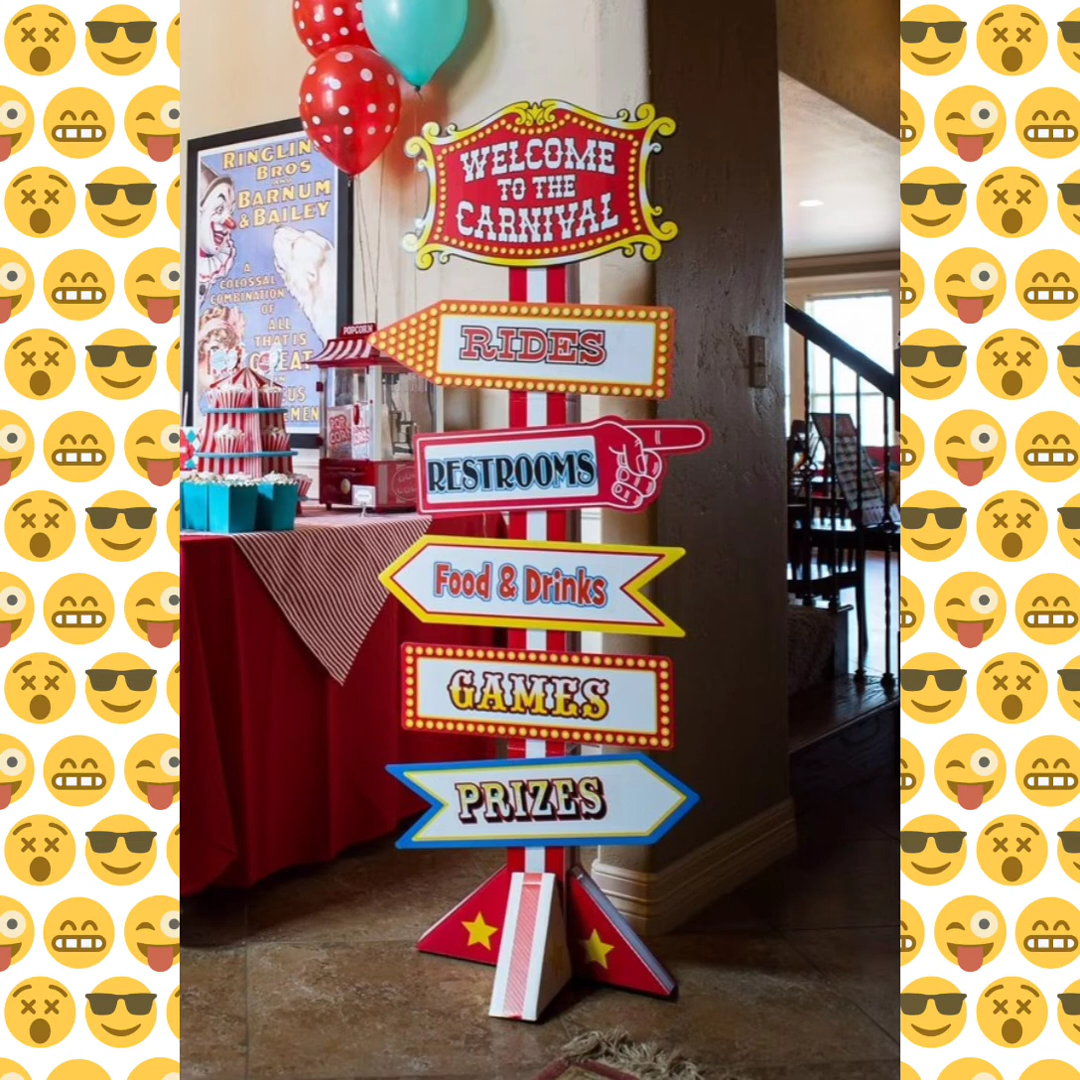 WELCOME
TO THE
CARNIVAL
RIDES
RESTROOMS
Food & Drinks
GAMES
PRIZES
RINGLING
BROS
BARNUM
& BAILEY
A
COLOSSAL
COMBINATION
OF
ALL
THAT IS
POPCORN